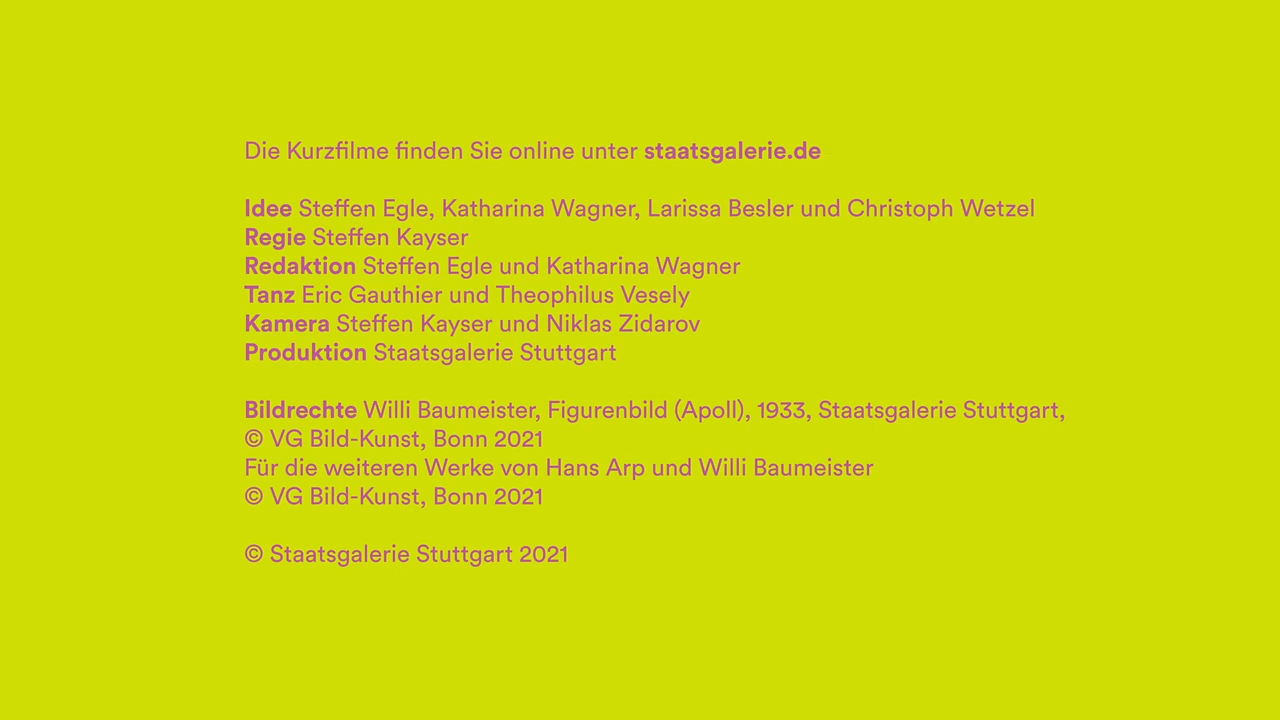 Die Kurzfilme finden Sie online unter staatsgalerie.de
Idee Steffen Egle, Katharina Wagner, Larissa Besler und Christoph Wetzel
Regie Steffen Kayser
Redaktion Steffen Egle und Katharina Wagner
Tanz Eric Gauthier und Theophilus Vesely
Kamera Steffen Kayser und Niklas Zidarov
Produktion Staatsgalerie Stuttgart
Bildrechte Willi Baumeister, Figurenbild (Apoll), 1933, Staatsgalerie Stuttgart,
© VG Bild-Kunst, Bonn 2021
Für die weiteren Werke von Hans Arp und Willi Baumeister
© VG Bild-Kunst, Bonn 2021
© Staatsgalerie Stuttgart 2021